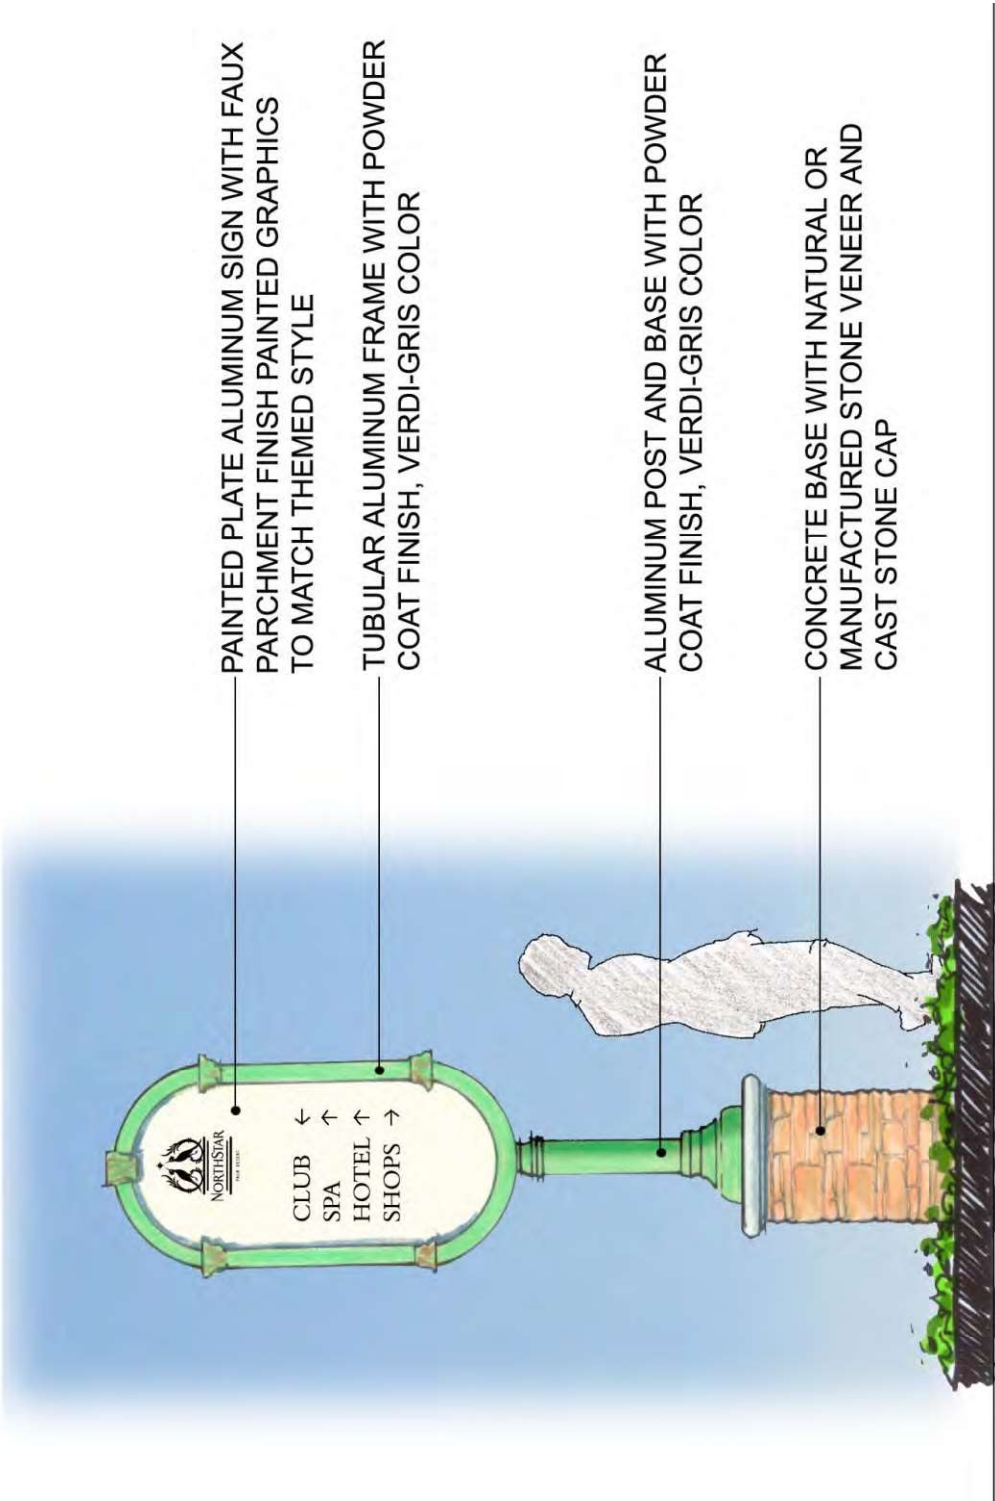 NORTHSTAR
PALM DESERT
CLUB
SPA
HOTEL
SHOPS
PAINTED PLATE ALUMINUM SIGN WITH FAUX
PARCHMENT FINISH PAINTED GRAPHICS
TO MATCH THEMED STYLE
TUBULAR ALUMINUM FRAME WITH POWDER
COAT FINISH, VERDI-GRIS COLOR
ALUMINUM POST AND BASE WITH POWDER
COAT FINISH, VERDI-GRIS COLOR
CONCRETE BASE WITH NATURAL OR
MANUFACTURED STONE VENEER AND
CAST STONE CAP